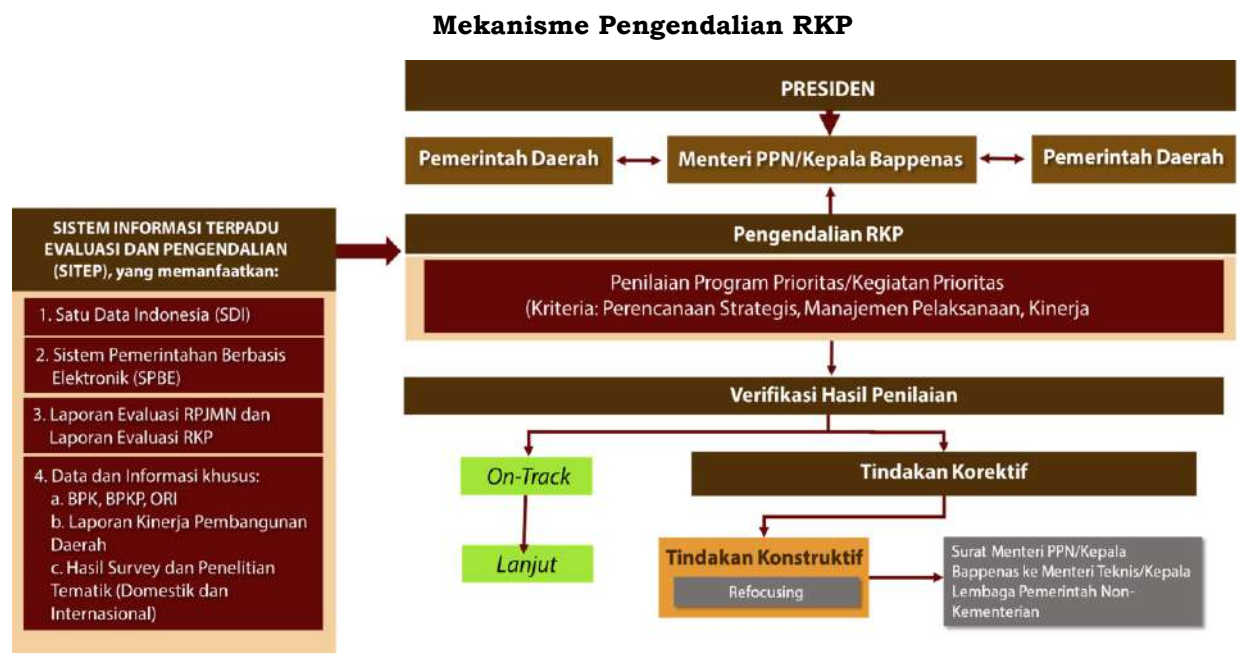 Mekanisme Pengendalian RKP
PRESIDEN
Pemerintah Daerah
Menteri PPN/Kepala Bappenas
Pemerintah Daerah
SISTEM INFORMASI TERPADU
EVALUASI DAN PENGENDALIAN
(SITEP), yang memanfaatkan:
1. Satu Data Indonesia (SDI)
2. Sistem Pemerintahan Berbasis
Elektronik (SPBE)
3. Laporan Evaluasi RPJMN dan
Laporan Evaluasi RKP
4. Data dan Informasi khusus:
a. BPK, BPKP, ORI
b. Laporan Kinerja Pembangunan
Daerah
c. Hasil Survey dan Penelitian
Tematik (Domestik dan
Internasional)
Pengendalian RKP
Penilaian Program Prioritas/Kegiatan Prioritas
(Kriteria: Perencanaan Strategis, Manajemen Pelaksanaan, Kinerja
Verifikasi Hasil Penilaian
On-Track
Lanjut
Tindakan Korektif
Tindakan Konstruktif
Refocusing
Surat Menteri PPN/Kepala
Bappenas ke Menteri Teknis/Kepala
Lembaga Pemerintah Non-
Kementerian